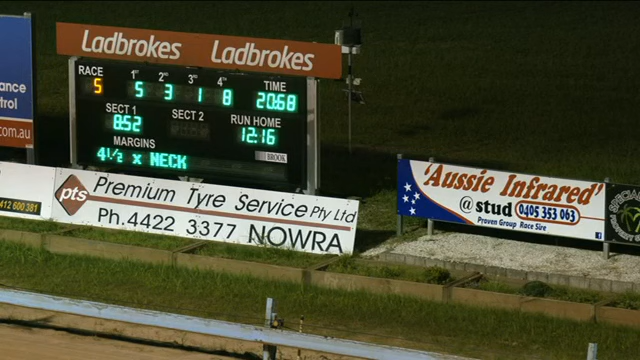 Ladbrokes Ladbrokes
RACE 1st 2nd 3rd 4th TIME
5 5 3 1 8 20:68
SECT 1 SECT 2 RUN HOME
8:52 12:16
MARGINS
4½ x NECK
BROOK
ance
trol
.com.au
412 600 381
pts Premium Tyre Service Pty Ltd
Ph. 4422 3377 NOWRA
'Aussie Infrared'
@ stud 0405 353 063
Proven Group Race Sire